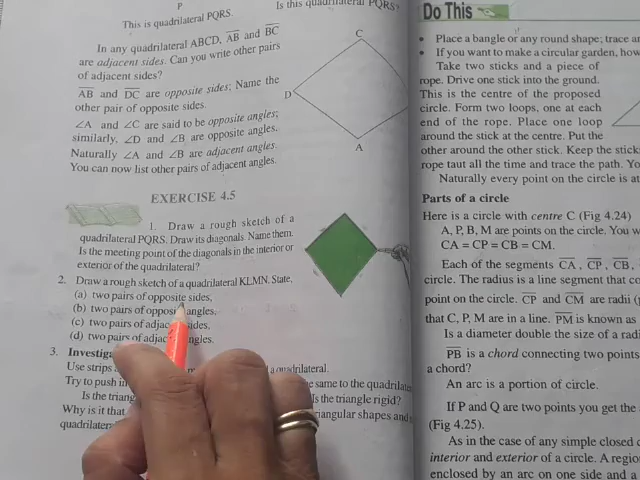 P
This is quadrilateral PQRS.
Is this quadrilateral PQRS?
In any quadrilateral ABCD, AB and BC
are adjacent sides. Can you write other pairs
of adjacent sides?
AB and DC are opposite sides; Name the
other pair of opposite sides.
∠A and ∠C are said to be opposite angles;
similarly, ∠D and ∠B are opposite angles.
Naturally ∠A and ∠B are adjacent angles.
You can now list other pairs of adjacent angles.
C
D
A
EXERCISE 4.5
1. Draw a rough sketch of a
quadrilateral PQRS. Draw its diagonals. Name them.
Is the meeting point of the diagonals in the interior or
exterior of the quadrilateral?
2. Draw a rough sketch of a quadrilateral KLMN. State,
(a) two pairs of opposite sides,
(b) two pairs of opposite angles,
(c) two pairs of adjacent sides,
(d) two pairs of adjacent angles.
3. Investig
Use strips a quadrilateral.
Try to push in same to the quadrilate
Is the triang Is the triangle rigid?
Why is it that triangular shapes and
quadrilater
Do This
• Place a bangle or any round shape; trace ar
• If you want to make a circular garden, how
Take two sticks and a piece of
rope. Drive one stick into the ground.
This is the centre of the proposed
circle. Form two loops, one at each
end of the rope. Place one loop
around the stick at the centre. Put the
other around the other stick. Keep the stick
rope taut all the time and trace the path. Yo
Naturally every point on the circle is at
Parts of a circle
Here is a circle with centre C (Fig 4.24)
A, P, B, M are points on the circle. You w
CA = CP = CB = CM.
Each of the segments CA, CP, CB,
circle. The radius is a line segment that co
point on the circle. CP and CM are radii (
that C, P, M are in a line. PM is known as
Is a diameter double the size of a radi
PB is a chord connecting two points
a chord?
An arc is a portion of circle.
If P and Q are two points you get the
(Fig 4.25).
As in the case of any simple closed c
interior and exterior of a circle. A regio
enclosed by an arc on one side and a